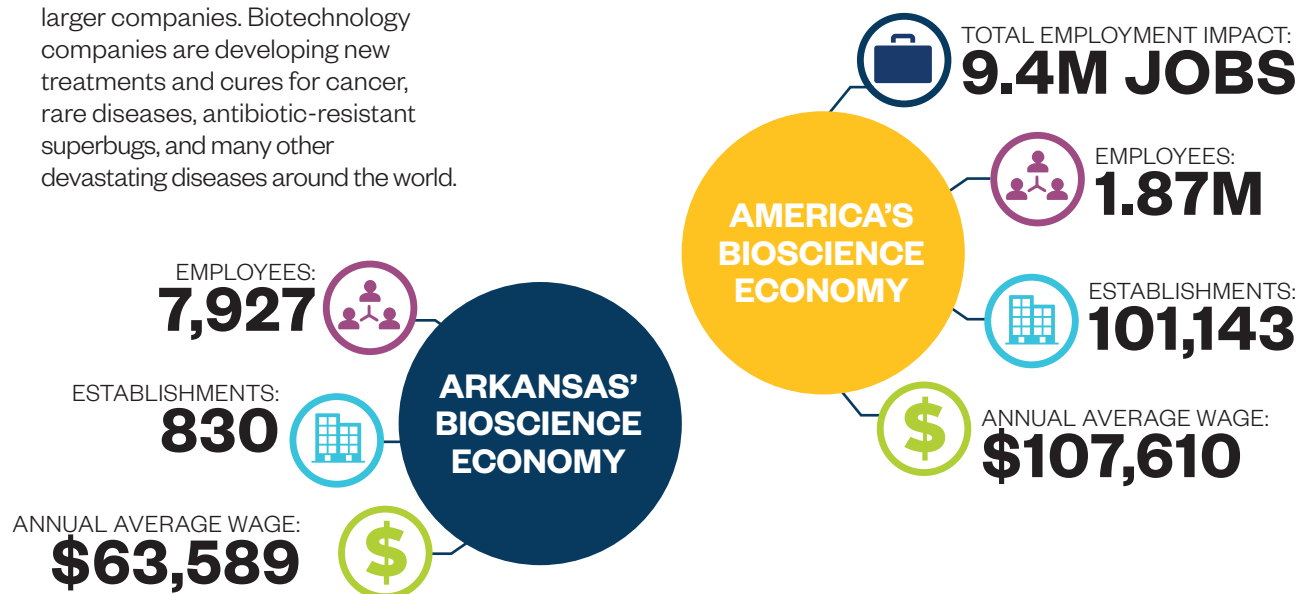 larger companies. Biotechnology
companies are developing new
treatments and cures for cancer,
rare diseases, antibiotic-resistant
superbugs, and many other
devastating diseases around the world.
EMPLOYEES:
7,927
ESTABLISHMENTS:
830
ANNUAL AVERAGE WAGE:
$63,589
ARKANSAS’
BIOSCIENCE
ECONOMY
AMERICA’S
BIOSCIENCE
ECONOMY
TOTAL EMPLOYMENT IMPACT:
9.4M JOBS
EMPLOYEES:
1.87M
ESTABLISHMENTS:
101,143
ANNUAL AVERAGE WAGE:
$107,610